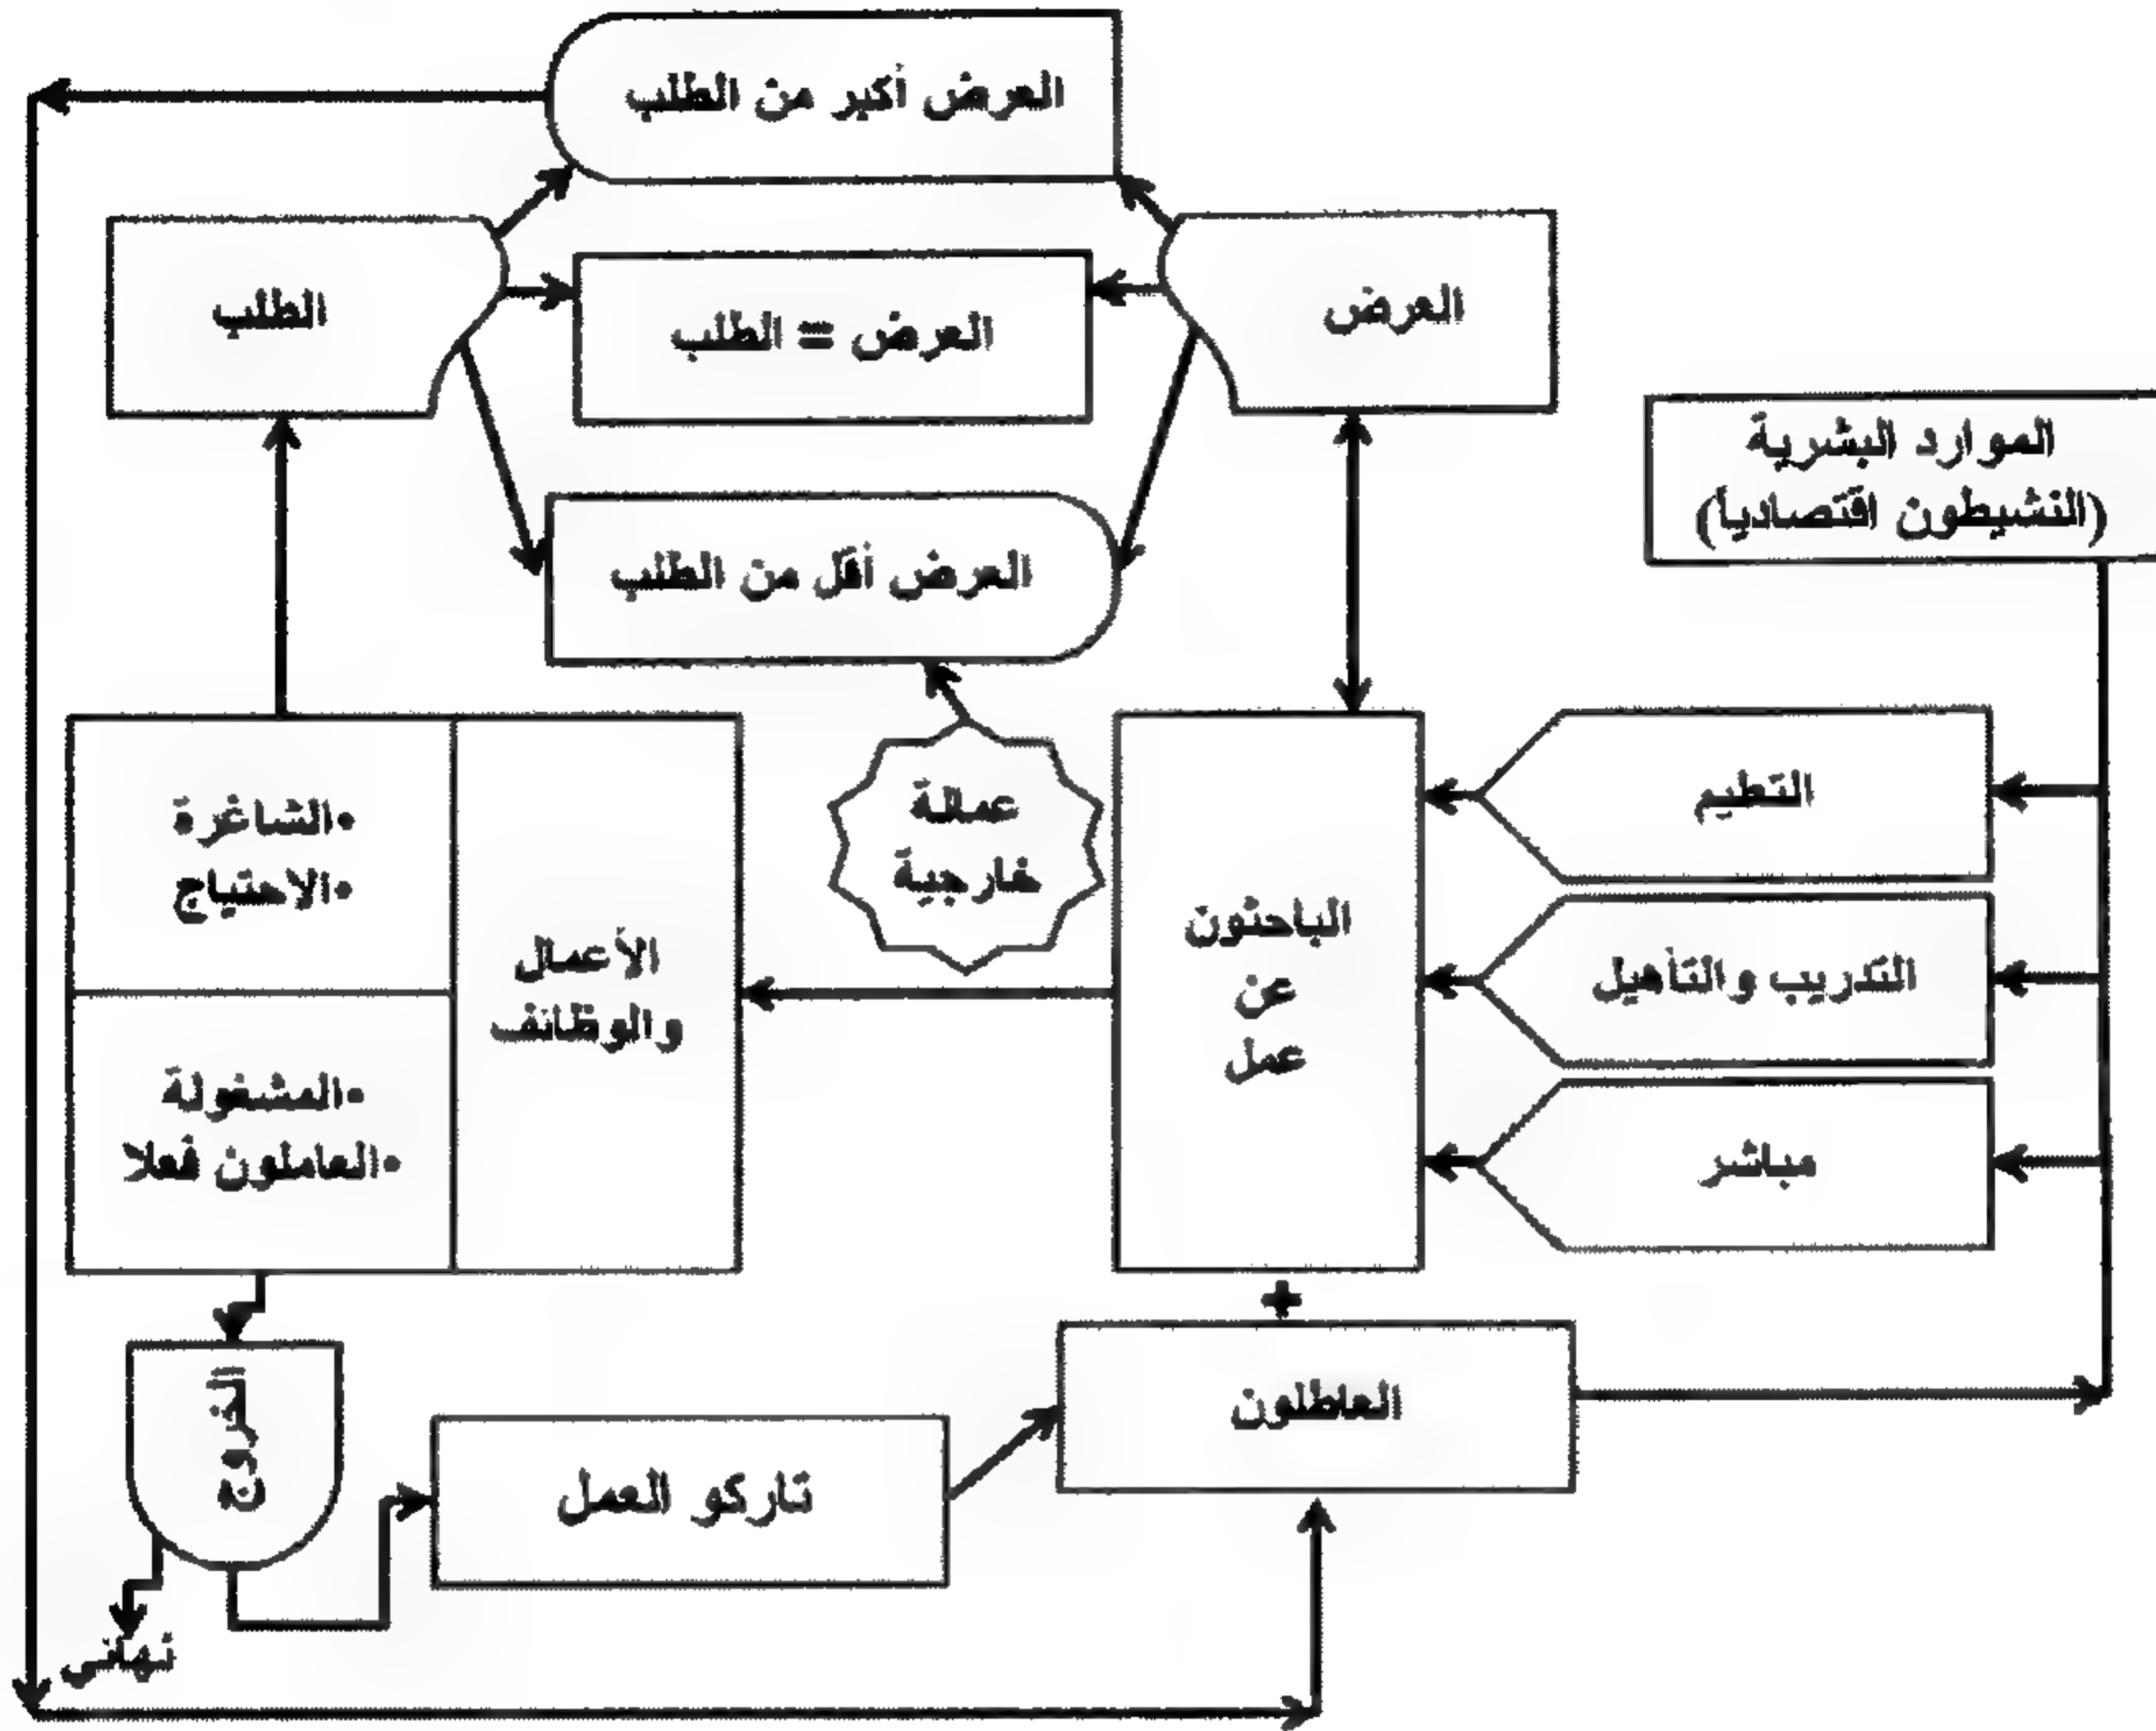 العرض أكبر من الطلب
العرض
العرض = الطلب
الطلب
الموارد البشرية
(النشيطون اقتصادياً)
العرض أقل من الطلب
التعليم
التدريب والتأهيل
مباشر
الباحثون
عن
عمل
عمالة
خارجية
الأعمال
والوظائف
•الشاغرة
•الاحتياج
•المشغولة
•العاملون فعلا
+
العاطلون
تاركو العمل
الخروج
نهائي